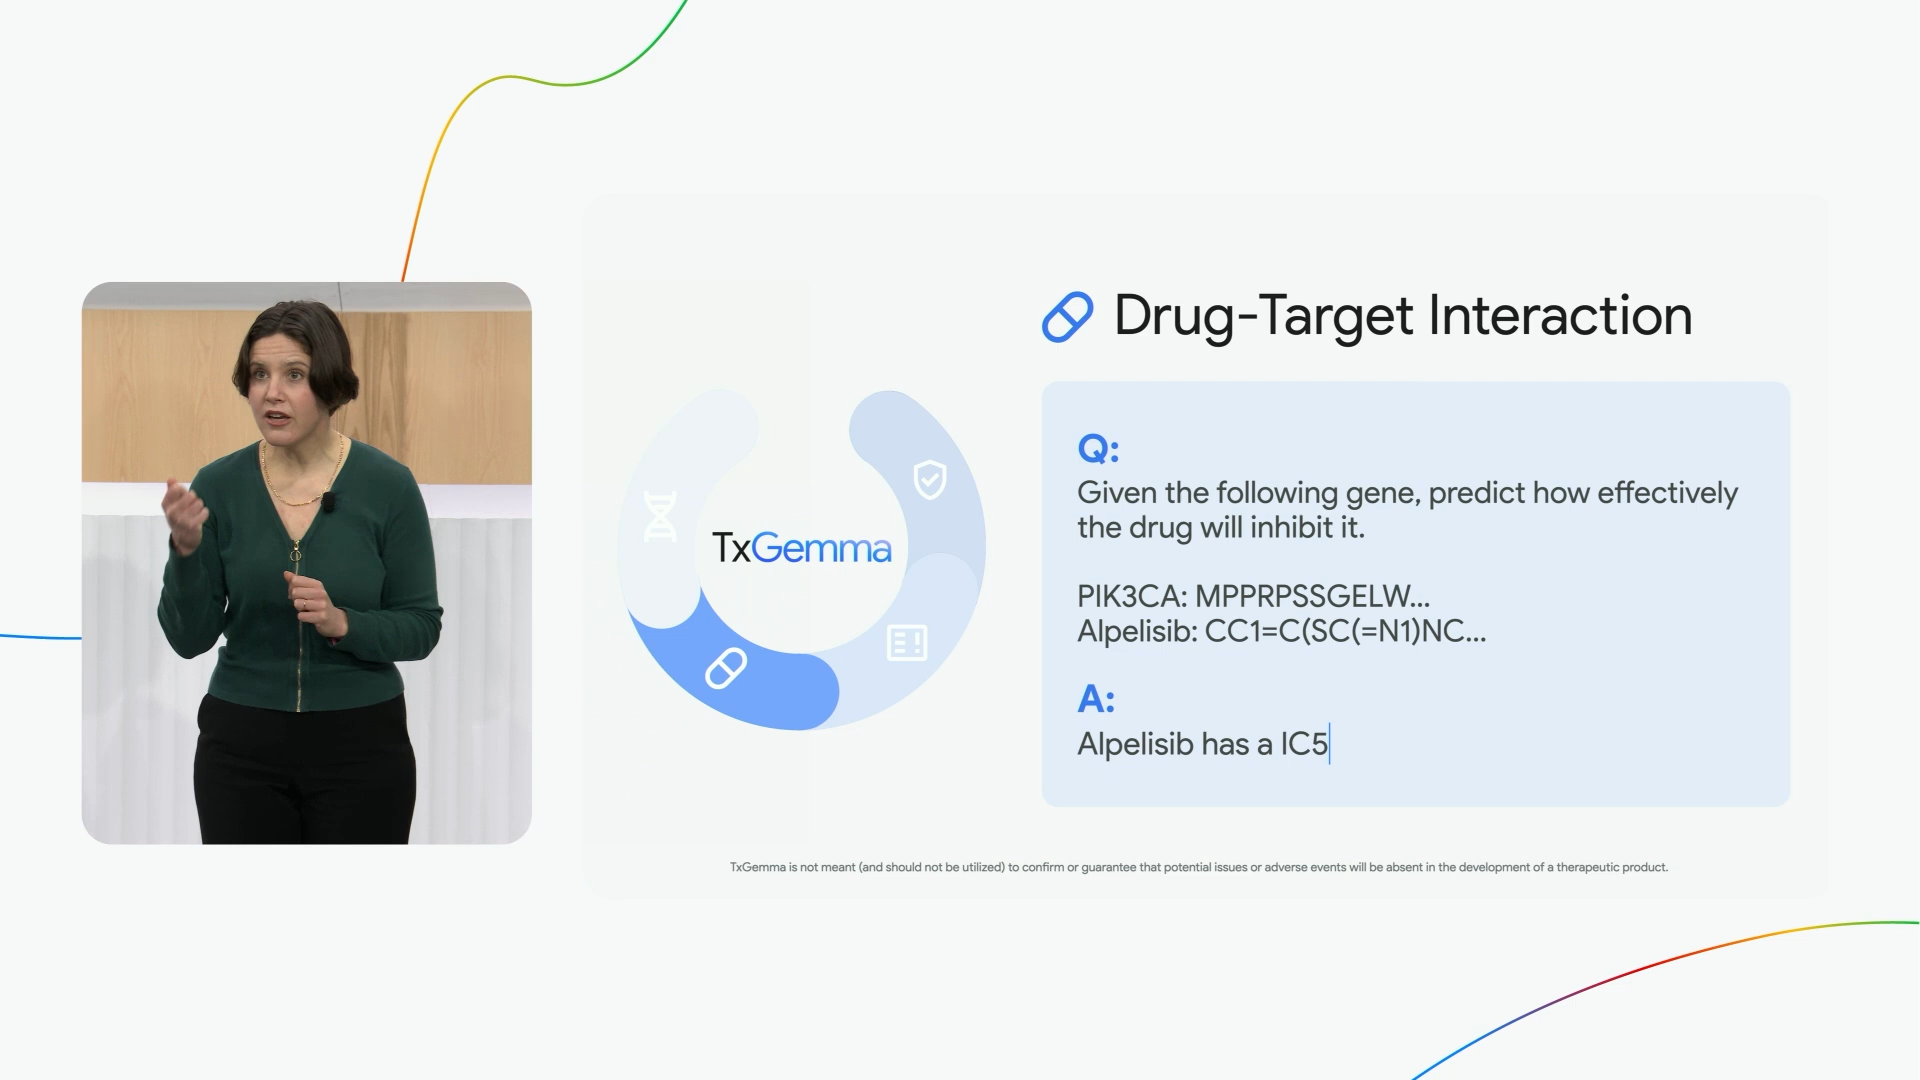 TxGemma
Drug-Target Interaction
Q:
Given the following gene, predict how effectively
the drug will inhibit it.
PIK3CA: MPPRPSSGELW...
Alpelisib: CC1=C(SC(=N1)NC...
A:
Alpelisib has a IC5
TxGemma is not meant (and should not be utilized) to confirm or guarantee that potential issues or adverse events will be absent in the development of a therapeutic product.